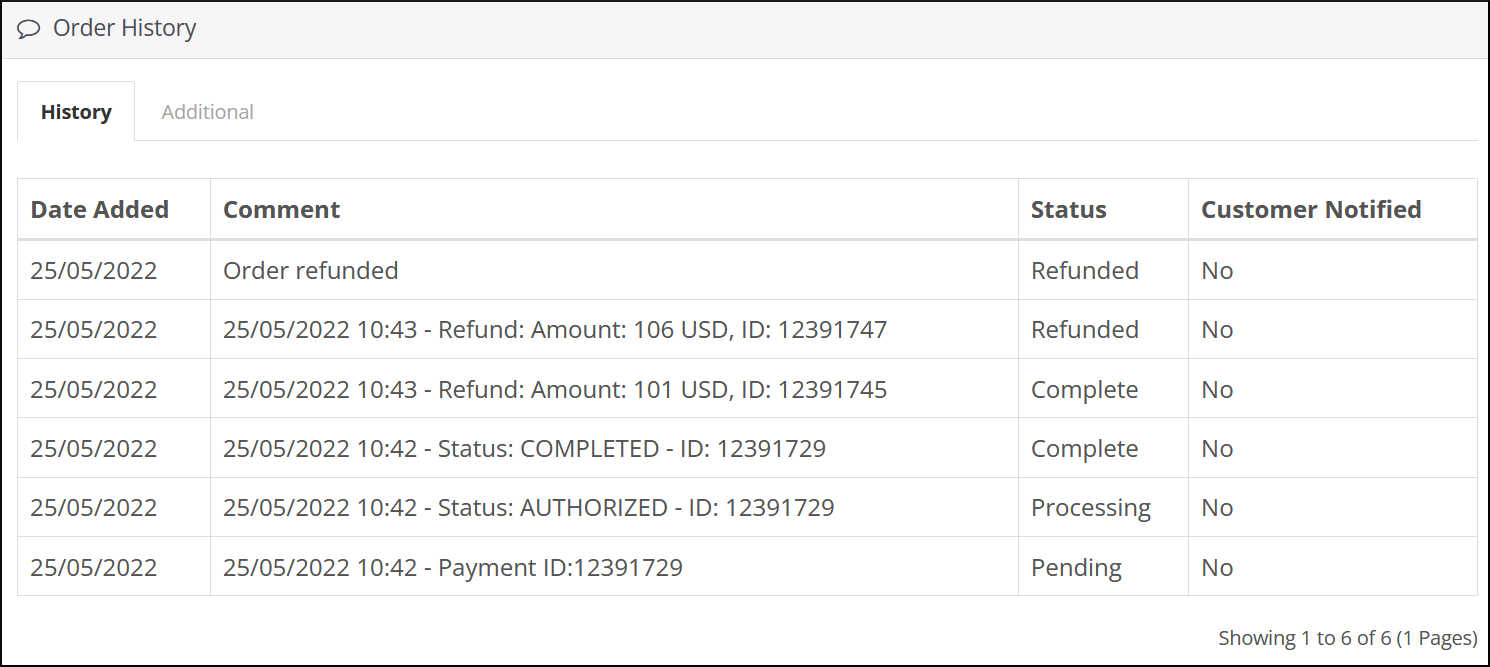 Order History
History Additional
Date Added Comment Status Customer Notified
25/05/2022 Order refunded Refunded No
25/05/2022 25/05/2022 10:43 - Refund: Amount: 106 USD, ID: 12391747 Refunded No
25/05/2022 25/05/2022 10:43 - Refund: Amount: 101 USD, ID: 12391745 Complete No
25/05/2022 25/05/2022 10:42 - Status: COMPLETED - ID: 12391729 Complete No
25/05/2022 25/05/2022 10:42 - Status: AUTHORIZED - ID: 12391729 Processing No
25/05/2022 25/05/2022 10:42 - Payment ID:12391729 Pending No
Showing 1 to 6 of 6 (1 Pages)